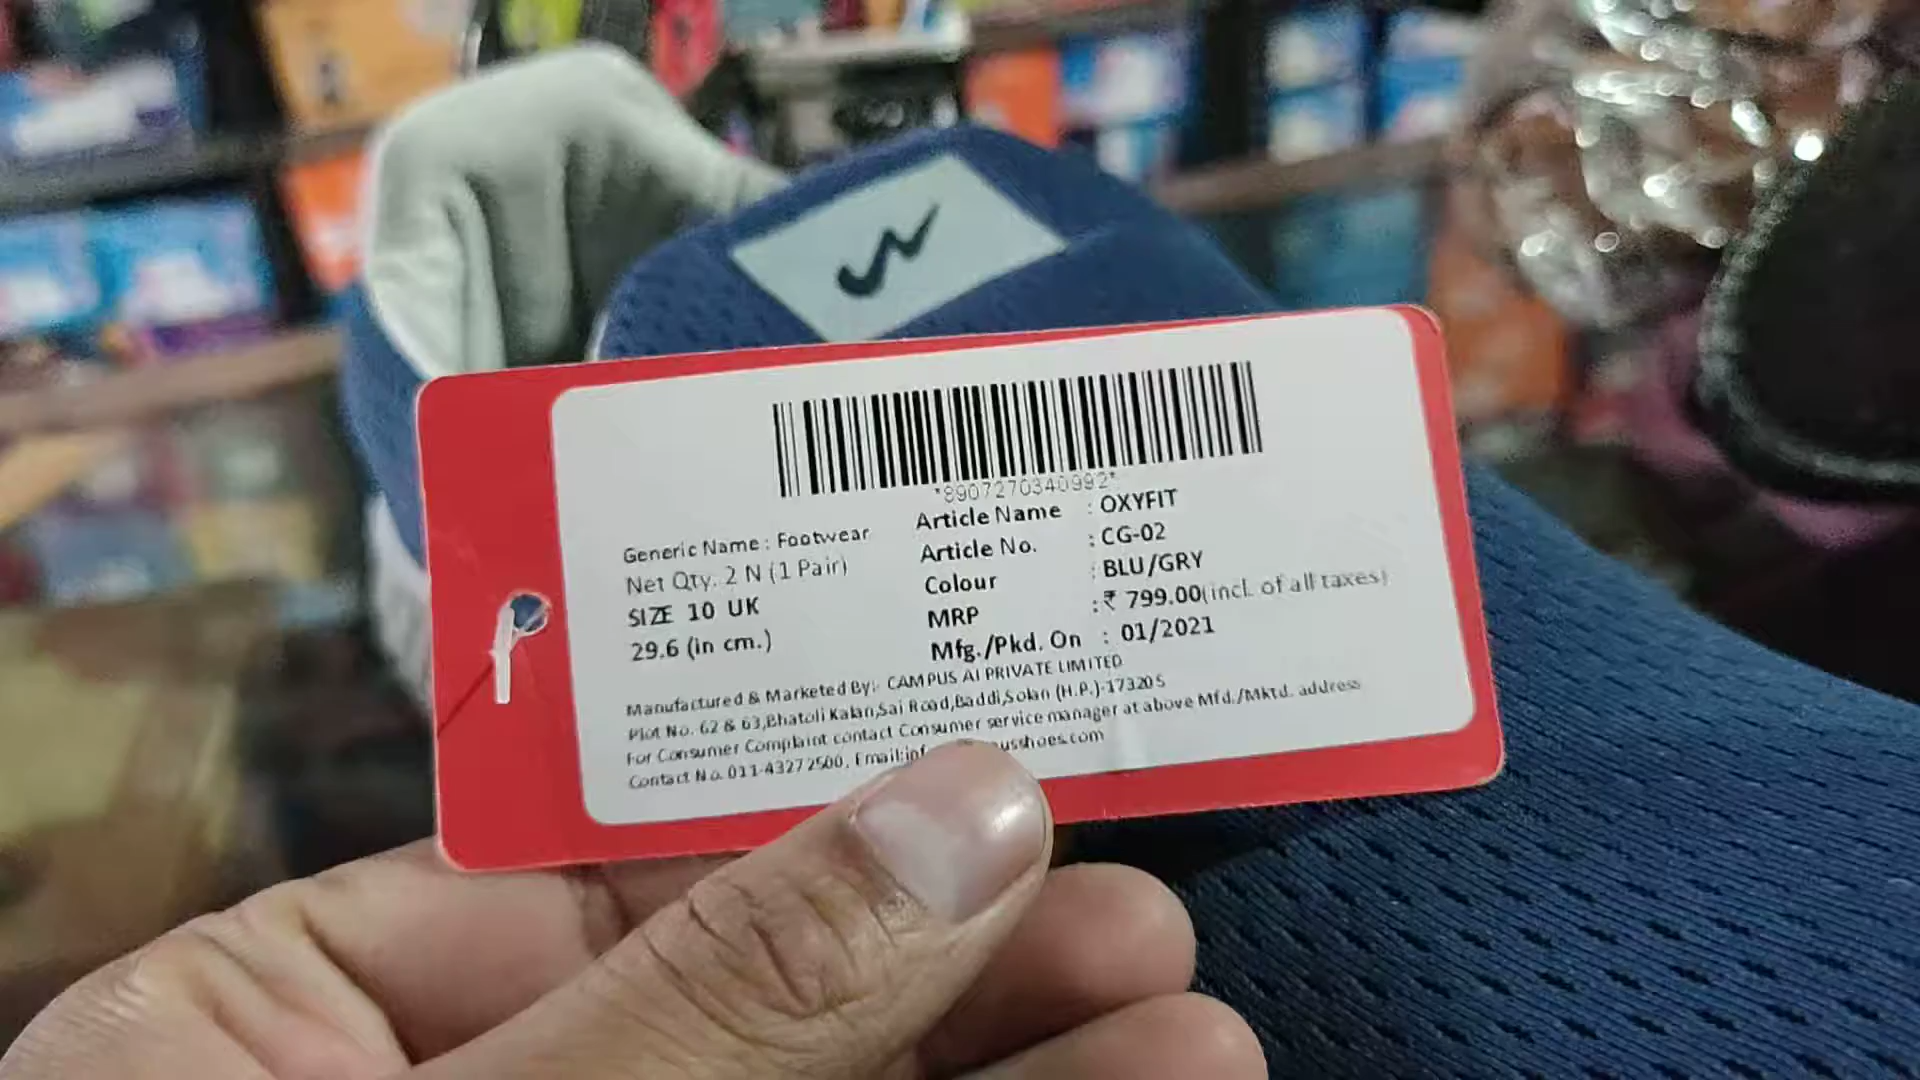 *8907270340992*
Generic Name : Footwear
Net Qty. 2 N (1 Pair)
SIZE 10 UK
29.6 (in cm.)
Article Name : OXYFIT
Article No. : CG-02
Colour : BLU/GRY
MRP : ₹ 799.00(incl. of all taxes)
Mfg./Pkd. On : 01/2021
Manufactured & Marketed By:- CAMPUS AI PRIVATE LIMITED
Plot No. 62 & 63,Bhatoli Kalan,Sai Road,Baddi,Solan (H.P.)-173205
For Consumer Complaint contact Consumer service manager at above Mfd./Mktd. address
Contact No. 011-43272500, Email:inf usshoes.com